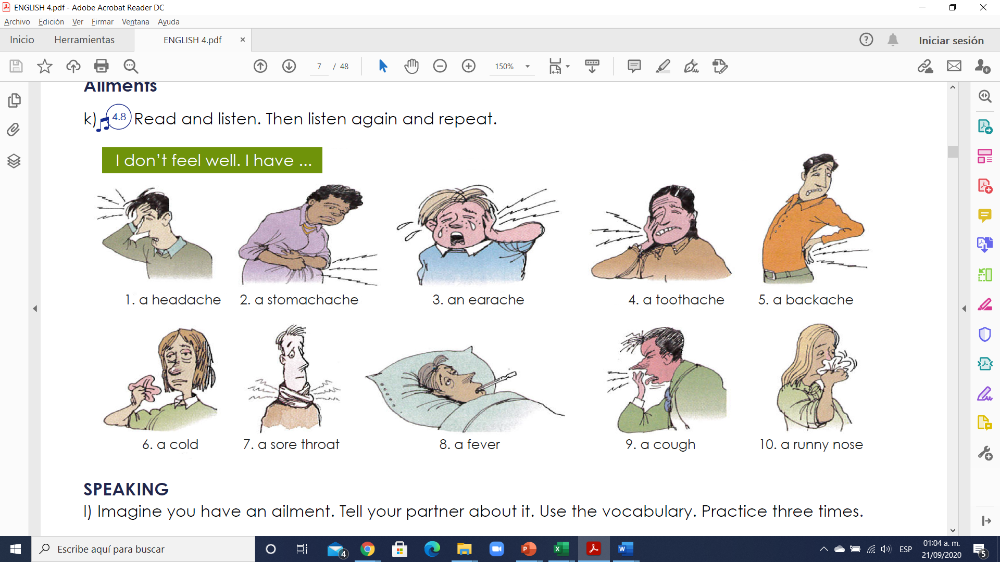 ENGLISH 4.pdf - Adobe Acrobat Reader DC
Archivo Edición Ver Firmar Ventana Ayuda
Inicio Herramientas ENGLISH 4.pdf × Iniciar sesión
7 / 48 150%
Ailments
k) 4.8 Read and listen. Then listen again and repeat.
I don't feel well. I have ...
1. a headache 2. a stomachache 3. an earache 4. a toothache 5. a backache
6. a cold 7. a sore throat 8. a fever 9. a cough 10. a runny nose
SPEAKING
l) Imagine you have an ailment. Tell your partner about it. Use the vocabulary. Practice three times.
Escribe aquí para buscar 4 ESP 01:04 a. m.
21/09/2020 5